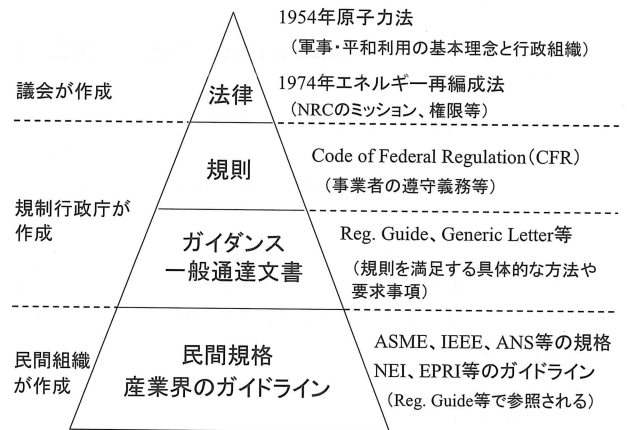 1954年原子力法
（軍事・平和利用の基本理念と行政組織）
議会が作成
法律
1974年エネルギー再編成法
（NRCのミッション、権限等）
規則
Code of Federal Regulation（CFR）
（事業者の遵守義務等）
規制行政庁が
作成
ガイダンス
一般通達文書
Reg. Guide、Generic Letter等
（規則を満足する具体的な方法や
要求事項）
民間組織
が作成
民間規格
産業界のガイドライン
ASME、IEEE、ANS等の規格
NEI、EPRI等のガイドライン
（Reg. Guide等で参照される）